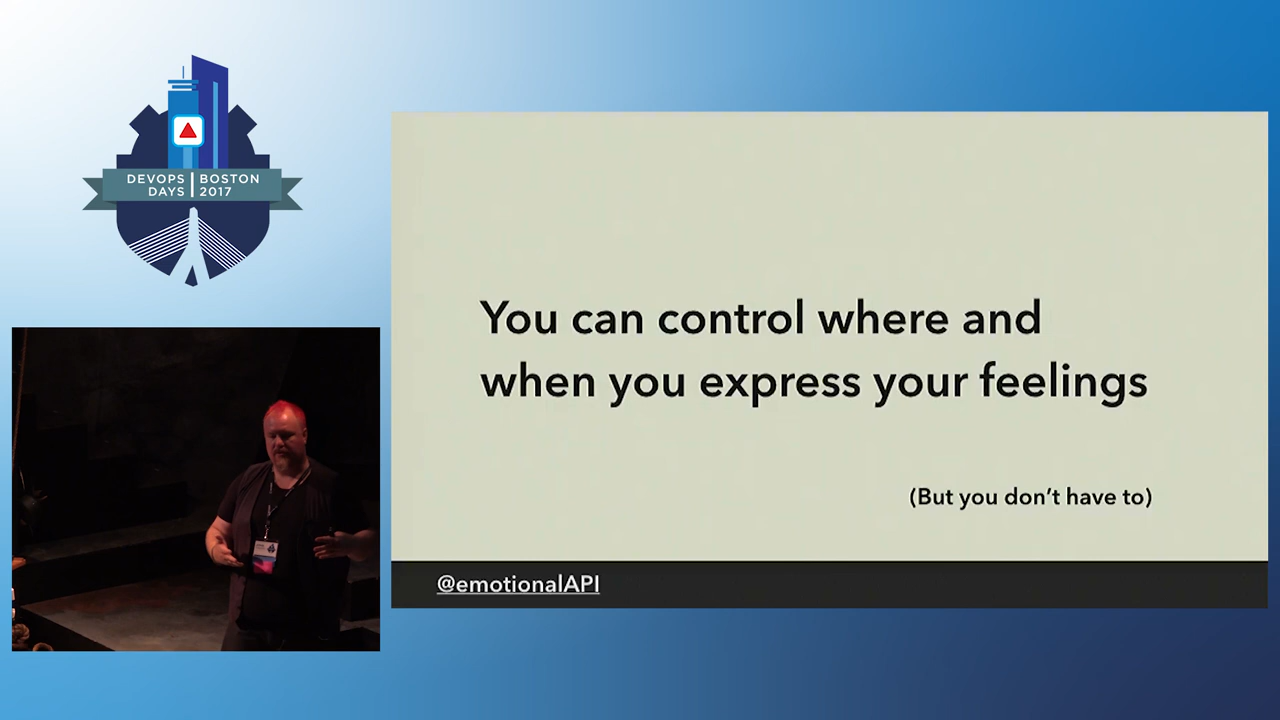 DEVOPS BOSTON
DAYS 2017
You can control where and
when you express your feelings
(But you don’t have to)
@emotionalAPI